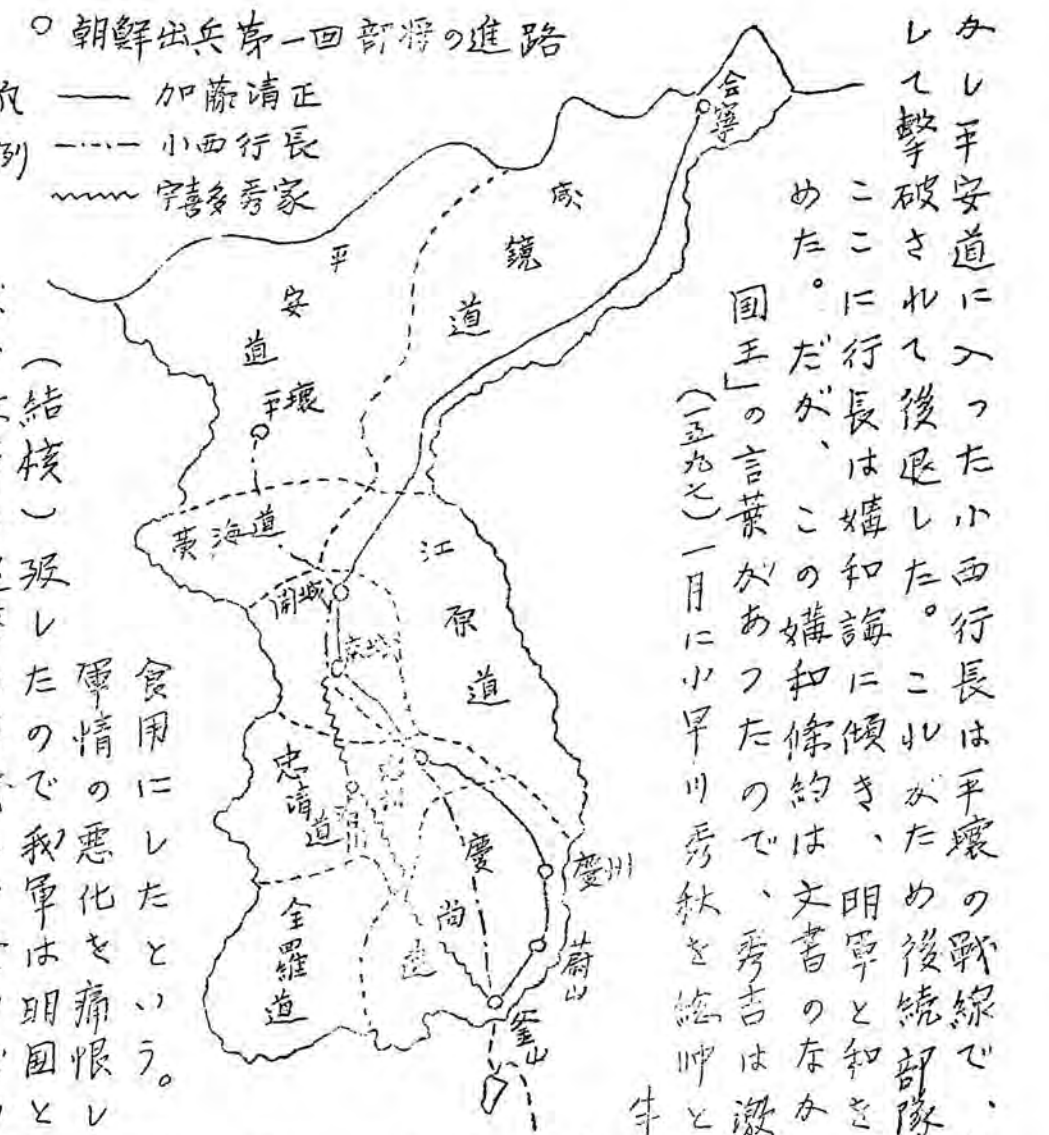 かし平安道に入った小西行長は平壌の戦線で、
して撃破されて後退した。これがため後続部隊
ここに行長は媾和論に傾き、明軍と和を
めた。だが、この媾和條約は文書のなか
国王」の言葉があったので、秀吉は激
(一五九七)一月に小早川秀秋を総帅と
○ 朝鮮出兵第一回部将の進路
加藤清正
小西行長
宇喜多秀家
会寧
咸鏡道
平安道
平壌
黄海道
開城
京城
江原道
忠清道
慶尚道
全羅道
慶州
蔚山
釜山
食用にしたという。
軍情の悪化を痛恨し
(結核)歿したので我軍は明国と